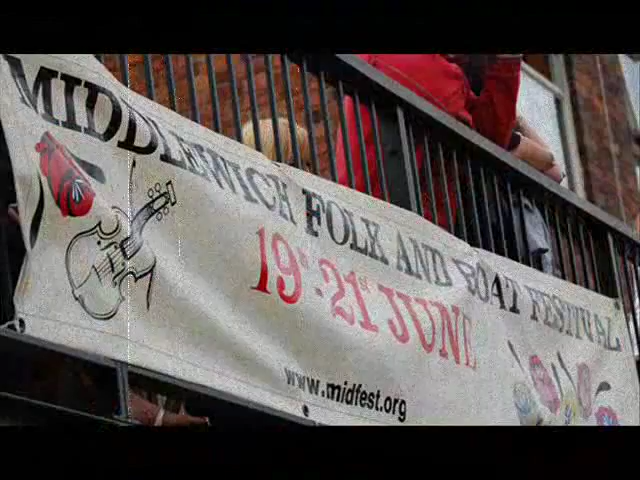 MIDDLEWICH FOLK AND BOAT FESTIVAL
19th-21st JUNE
www.midfest.org